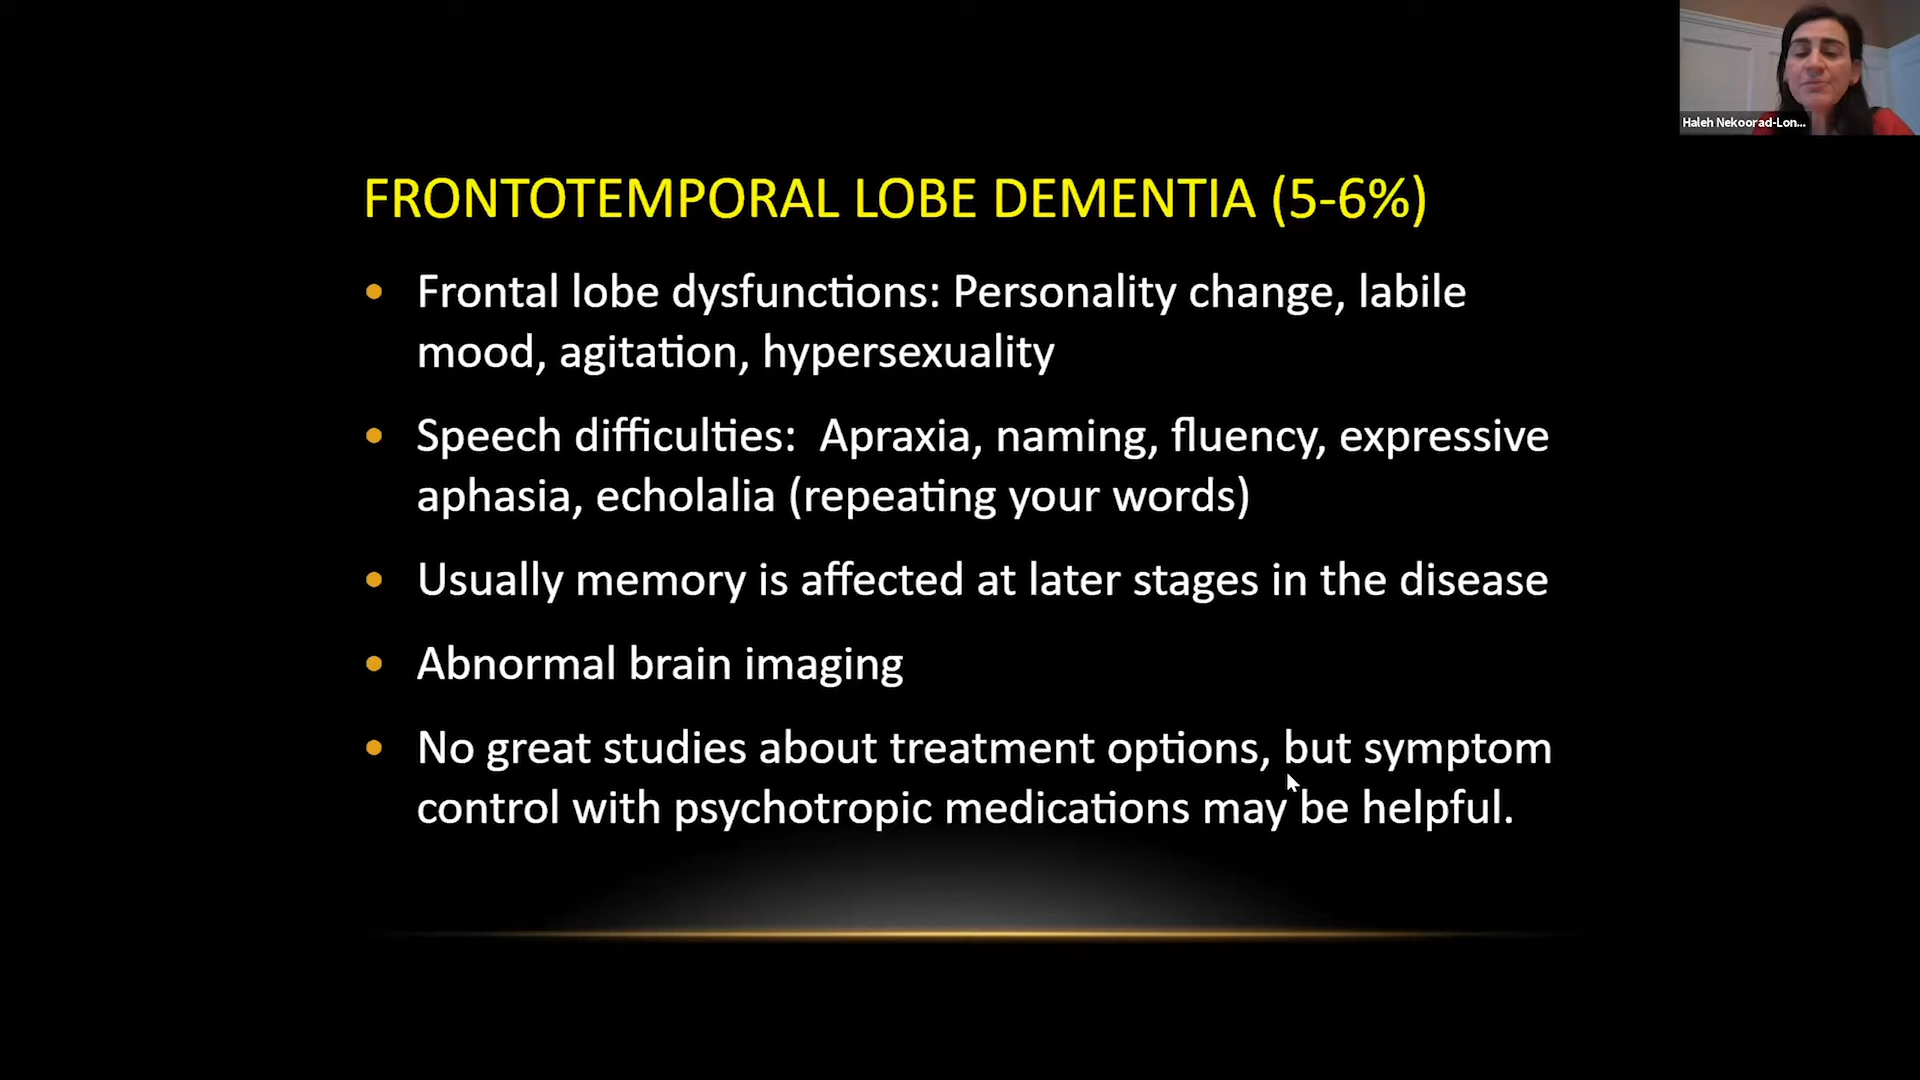 Haleh Nekoorad-Lon...
FRONTOTEMPORAL LOBE DEMENTIA (5-6%)
• Frontal lobe dysfunctions: Personality change, labile
mood, agitation, hypersexuality
• Speech difficulties:  Apraxia, naming, fluency, expressive
aphasia, echolalia (repeating your words)
• Usually memory is affected at later stages in the disease
• Abnormal brain imaging
• No great studies about treatment options, but symptom
control with psychotropic medications may be helpful.